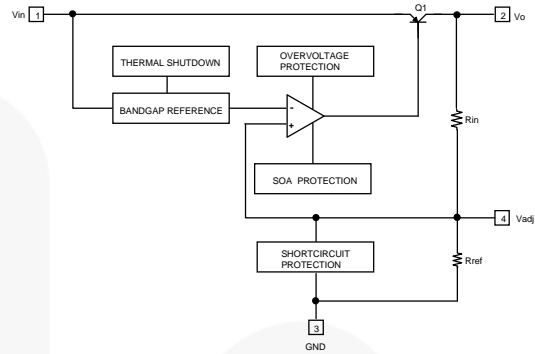 Q1
Vin 1
2 Vo
THERMAL SHUTDOWN
OVERVOLTAGE
PROTECTION
BANDGAP REFERENCE
-
+
Rin
SOA PROTECTION
4 Vadj
SHORTCIRCUIT
PROTECTION
Rref
3
GND